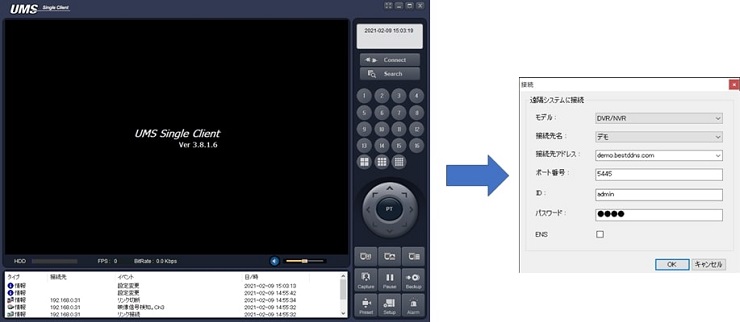 UMS Single Client
2021-02-09 15:03:18
Connect
Search
1 2 3 4
5 6 7 8
9 10 11 12
13 14 15 16
UMS Single Client
Ver 3.8.1.6
PT
HDD FPS : 0 BitRate : 0.0 Kbps
Capture Pause Backup
Preset Setup Alarm
タイプ 接続先 イベント 日/時
情報 設定変更 2021-02-09 15:03:13
情報 設定変更 2021-02-09 14:55:42
情報 192.168.0.31 リンク切断 2021-02-09 14:55:34
情報 192.168.0.31 映像信号検知, Ch3 2021-02-09 14:55:32
情報 192.168.0.31 リンク接続 2021-02-09 14:55:32
接続
遠隔システムに接続
モデル : DVR/NVR
接続先名 : デモ
接続先アドレス : demo.bestddns.com
ポート番号 : 5445
ID : admin
パスワード : ●●●●
ENS
OK キャンセル